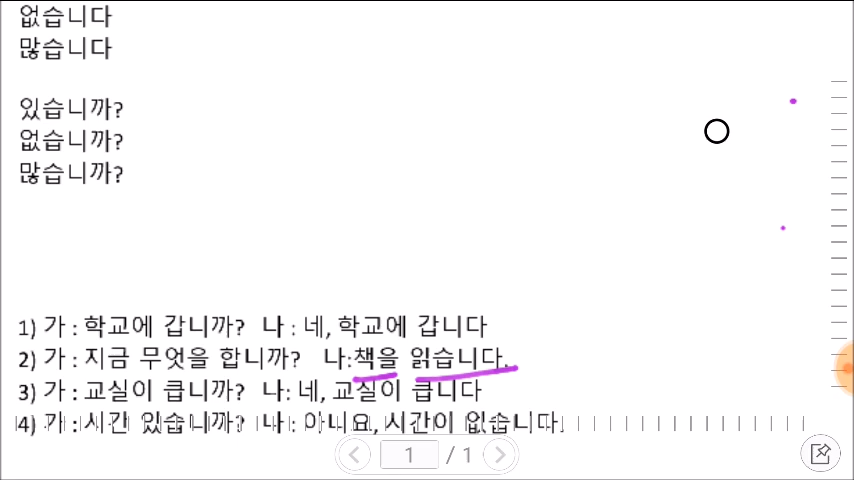 없습니다
많습니다
있습니까?
없습니까?
많습니까?
1) 가 : 학교에 갑니까? 나 : 네, 학교에 갑니다
2) 가 : 지금 무엇을 합니까? 나:책을 읽습니다.
3) 가 : 교실이 큽니까? 나: 네, 교실이 큽니다
4) 가 : 시간 있습니까? 나 : 아니요, 시간이 없습니다.
1 / 1